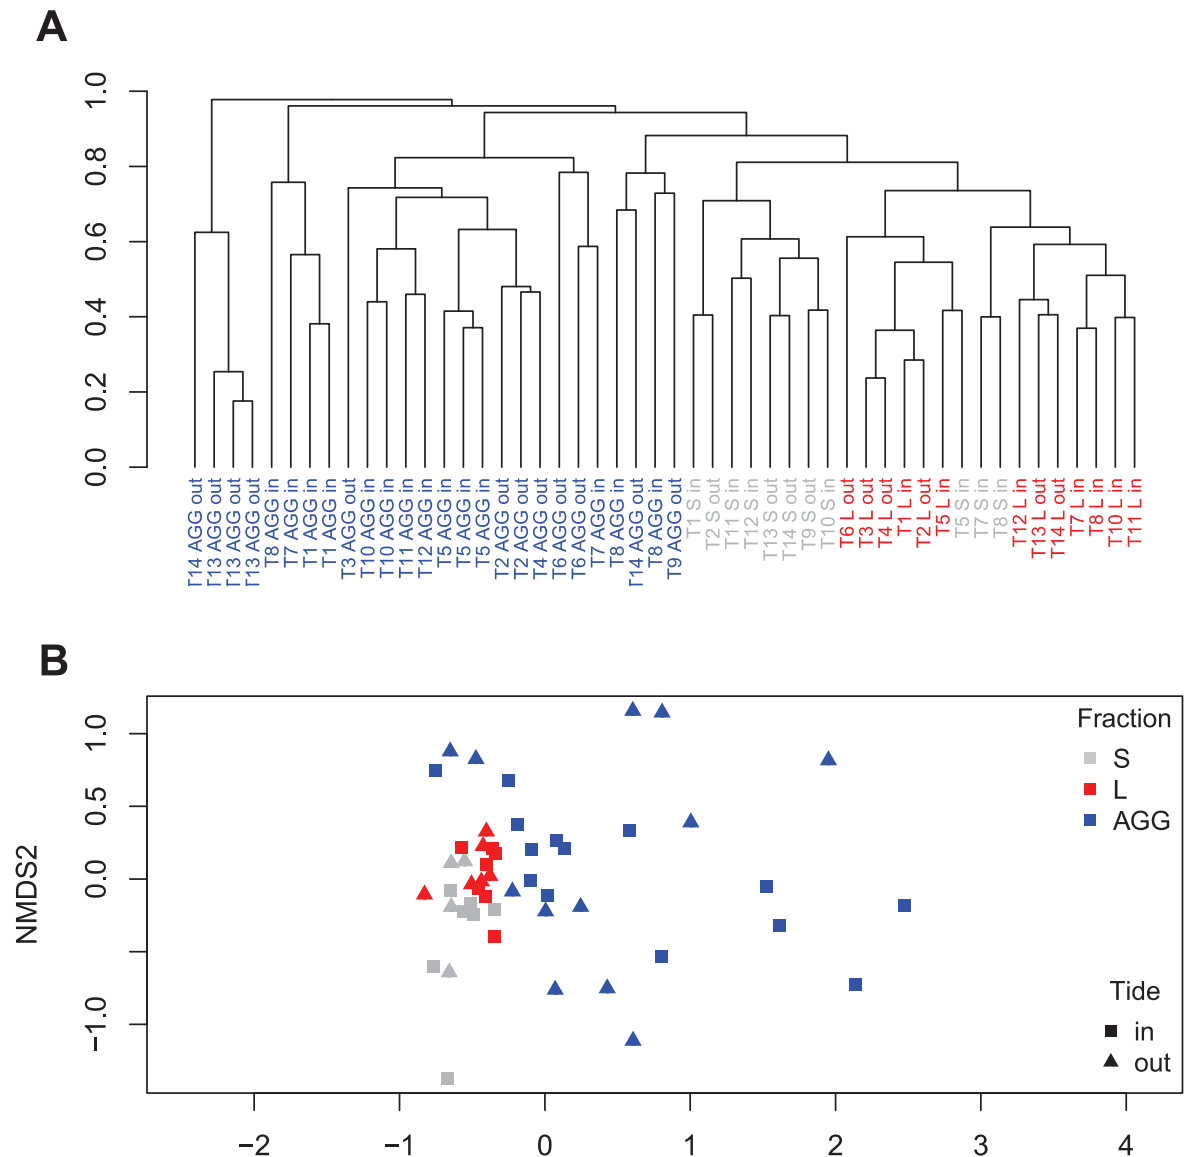 A
1.0
0.8
0.6
0.4
0.2
0.0
T14 AGG out
T13 AGG out
T13 AGG out
T13 AGG out
T8 AGG in
T7 AGG in
T1 AGG in
T1 AGG in
T3 AGG out
T10 AGG in
T10 AGG in
T11 AGG in
T12 AGG in
T5 AGG in
T5 AGG in
T5 AGG in
T2 AGG out
T2 AGG out
T4 AGG out
T6 AGG out
T6 AGG out
T7 AGG in
T8 AGG in
T14 AGG out
T8 AGG in
T9 AGG out
T1 S in
T2 S out
T11 S in
T12 S in
T13 S out
T14 S out
T9 S out
T10 S in
T6 L out
T3 L out
T4 L out
T1 L in
T2 L out
T5 L in
T5 S in
T7 S in
T8 S in
T12 L in
T13 L out
T14 L out
T7 L in
T8 L in
T10 L in
T11 L in
B
NMDS2
1.0
0.5
0.0
−1.0
Fraction
S
L
AGG
Tide
in
out
−2
−1
0
1
2
3
4